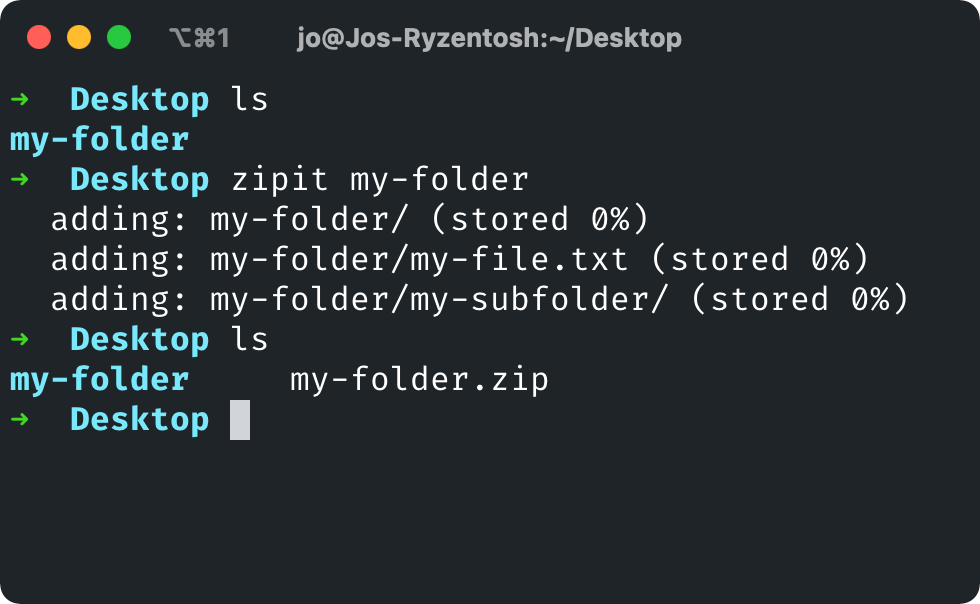 ⌥⌘1 jo@Jos-Ryzentosh:~/Desktop
➜ Desktop ls
my-folder
➜ Desktop zipit my-folder
adding: my-folder/ (stored 0%)
adding: my-folder/my-file.txt (stored 0%)
adding: my-folder/my-subfolder/ (stored 0%)
➜ Desktop ls
my-folder my-folder.zip
➜ Desktop